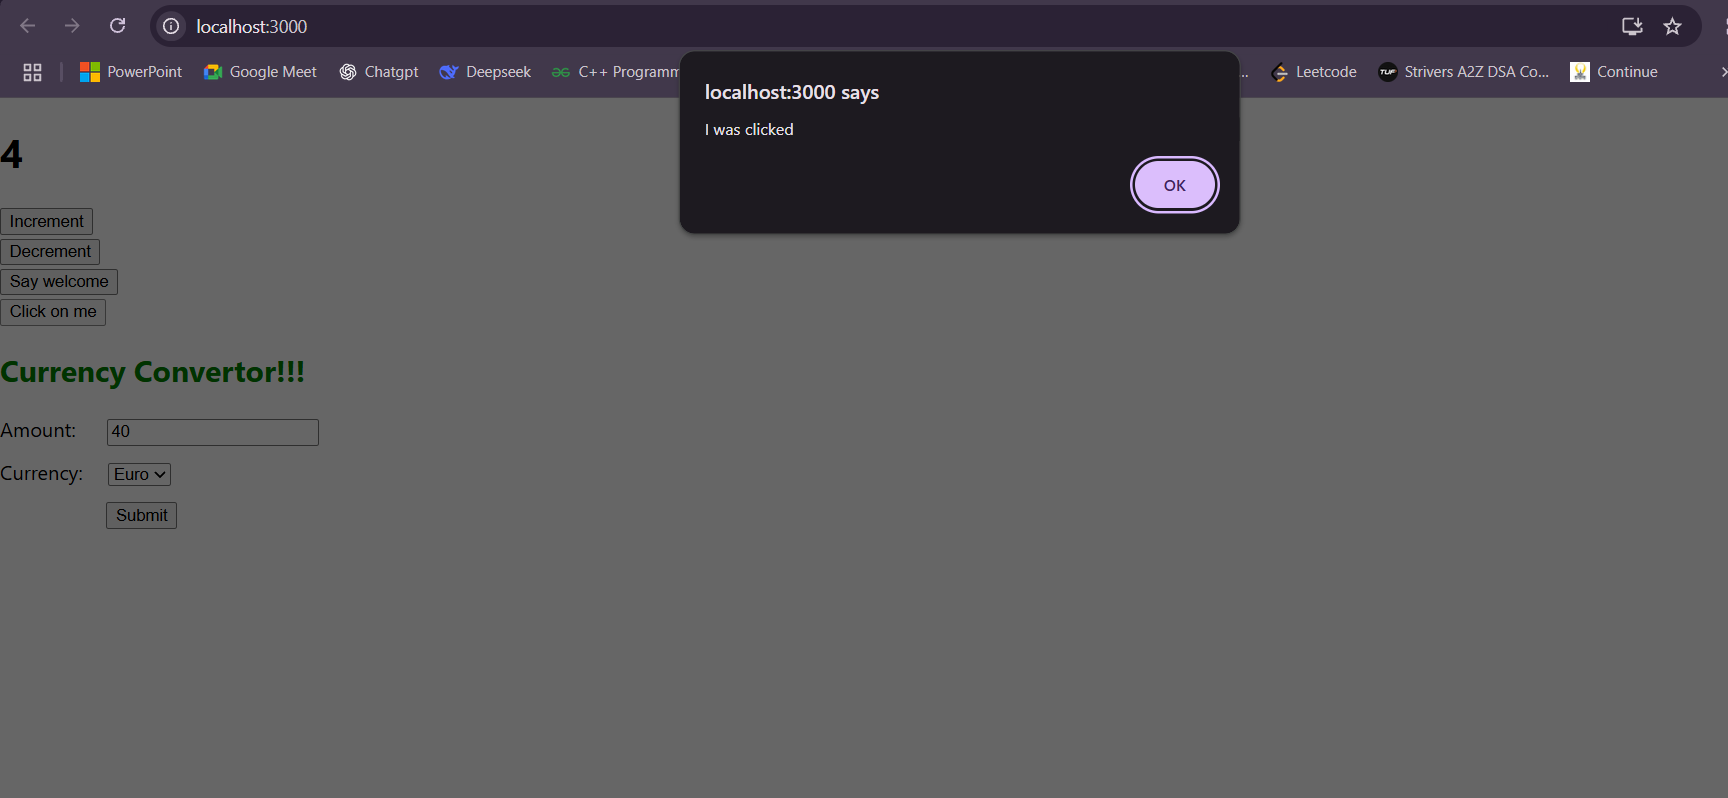 localhost:3000
PowerPoint Google Meet Chatgpt Deepseek C++ Programm ... Leetcode Strivers A2Z DSA Co... Continue
localhost:3000 says
I was clicked
OK
4
Increment
Decrement
Say welcome
Click on me
Currency Convertor!!!
Amount: 40
Currency: Euro
Submit